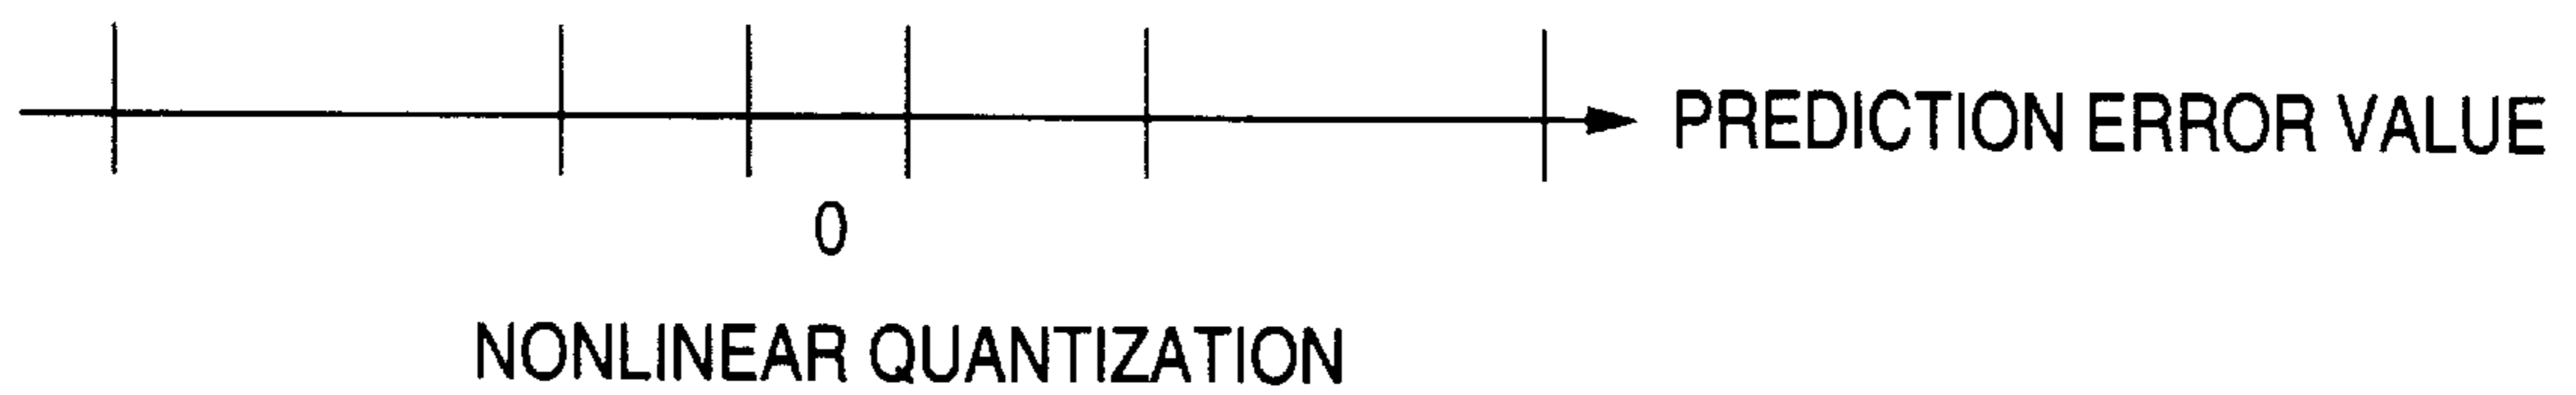 PREDICTION ERROR VALUE
0
NONLINEAR QUANTIZATION